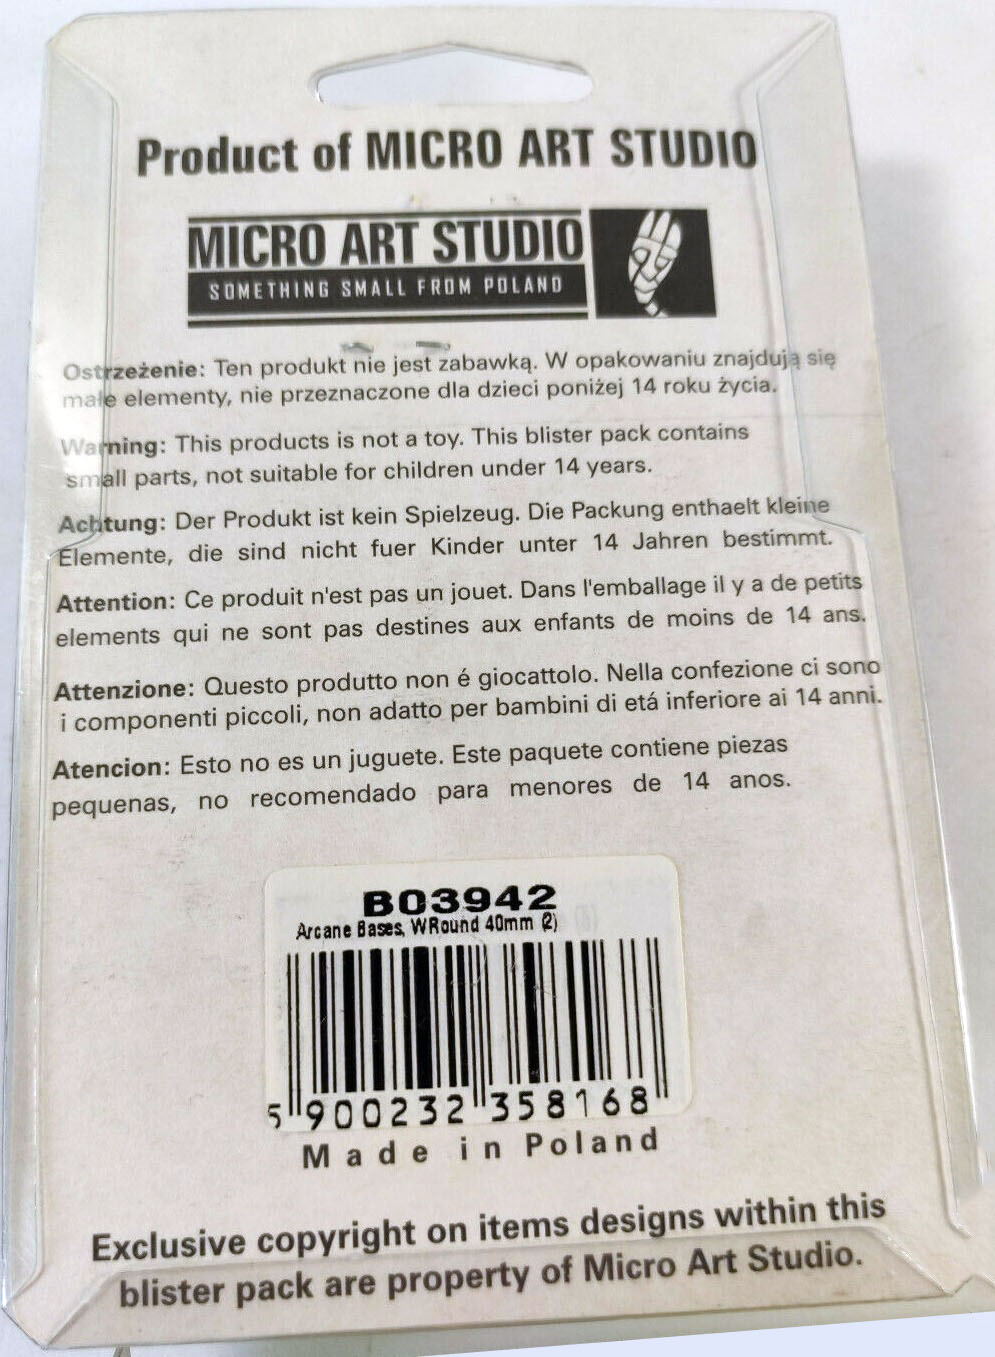 Product of MICRO ART STUDIO
MICRO ART STUDIO
SOMETHING SMALL FROM POLAND
Ostrzeżenie: Ten produkt nie jest zabawką. W opakowaniu znajdują się
małe elementy, nie przeznaczone dla dzieci poniżej 14 roku życia.
Warning: This products is not a toy. This blister pack contains
small parts, not suitable for children under 14 years.
Achtung: Der Produkt ist kein Spielzeug. Die Packung enthaelt kleine
Elemente, die sind nicht fuer Kinder unter 14 Jahren bestimmt.
Attention: Ce produit n'est pas un jouet. Dans l'emballage il y a de petits
elements qui ne sont pas destines aux enfants de moins de 14 ans.
Attenzione: Questo produtto non é giocattolo. Nella confezione ci sono
i componenti piccoli, non adatto per bambini di etá inferiore ai 14 anni.
Atencion: Esto no es un juguete. Este paquete contiene piezas
pequenas, no recomendado para menores de 14 anos.
B03942
Arcane Bases, WRound 40mm (2)
5 900232 358168
Made in Poland
Exclusive copyright on items designs within this
blister pack are property of Micro Art Studio.